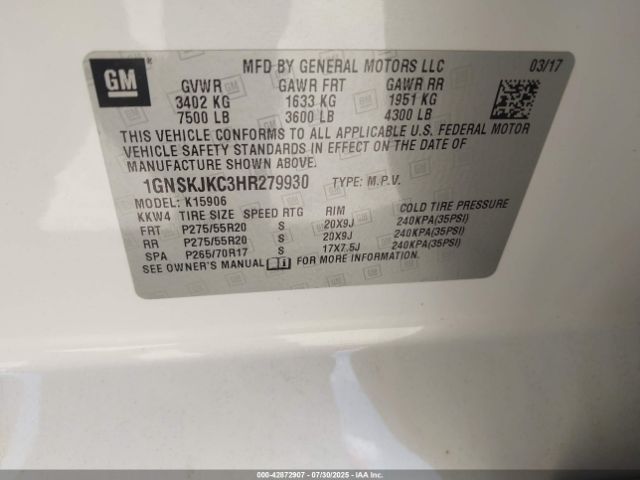 GM
MFD BY GENERAL MOTORS LLC 03/17
GVWR GAWR FRT GAWR RR
3402 KG 1633 KG 1951 KG
7500 LB 3600 LB 4300 LB
THIS VEHICLE CONFORMS TO ALL APPLICABLE U.S. FEDERAL MOTOR
VEHICLE SAFETY STANDARDS IN EFFECT ON THE DATE OF
MANUFACTURE SHOWN ABOVE.
1GNSKJKC3HR279930 TYPE: M.P.V.
MODEL: K15906
KKW4 TIRE SIZE SPEED RTG RIM COLD TIRE PRESSURE
FRT P275/55R20 S 20X9J 240KPA(35PSI)
RR P275/55R20 S 20X9J 240KPA(35PSI)
SPA P265/70R17 S 17X7.5J 240KPA(35PSI)
SEE OWNER'S MANUAL FOR MORE INFORMATION.
000-42872907 - 07/30/2025 - IAAI.COM